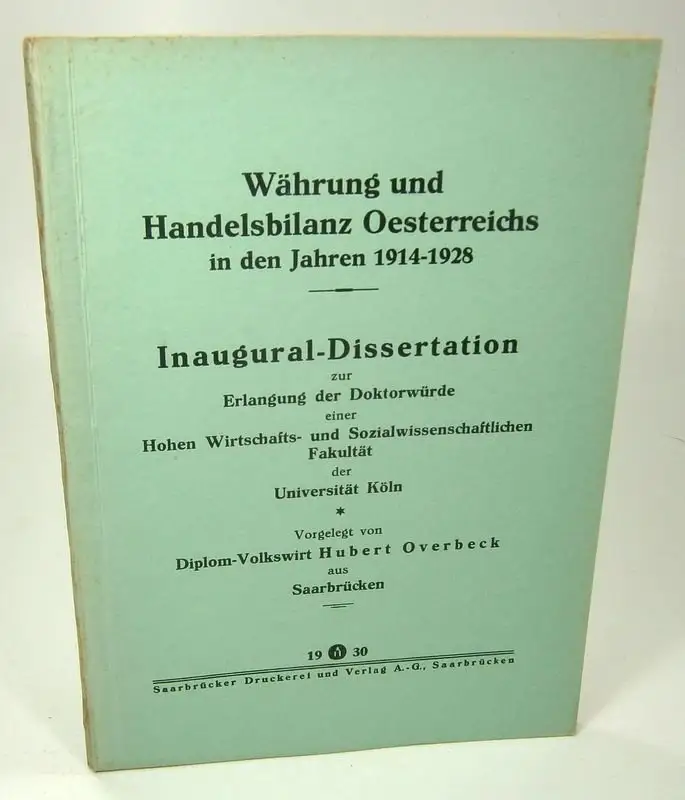 Währung und
Handelsbilanz Oesterreichs
in den Jahren 1914-1928
Inaugural-Dissertation
zur
Erlangung der Doktorwürde
einer
Hohen Wirtschafts- und Sozialwissenschaftlichen
Fakultät
der
Universität Köln
*
Vorgelegt von
Diplom-Volkswirt Hubert Overbeck
aus
Saarbrücken
19 30
Saarbrücker Druckerei und Verlag A.-G., Saarbrücken